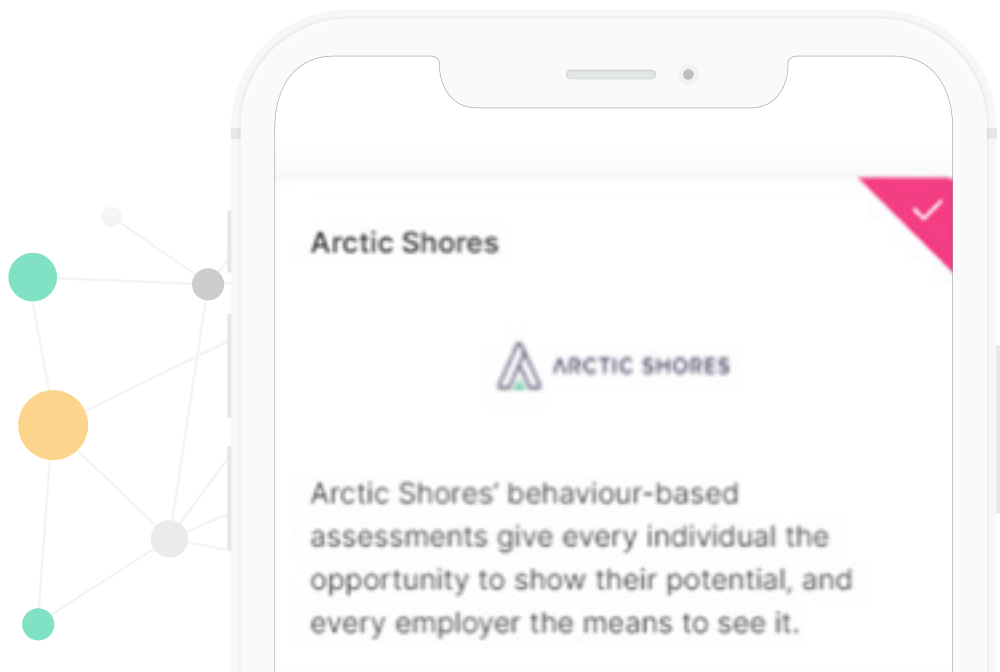 Arctic Shores
ARCTIC SHORES
Arctic Shores’ behaviour-based
assessments give every individual the
opportunity to show their potential, and
every employer the means to see it.